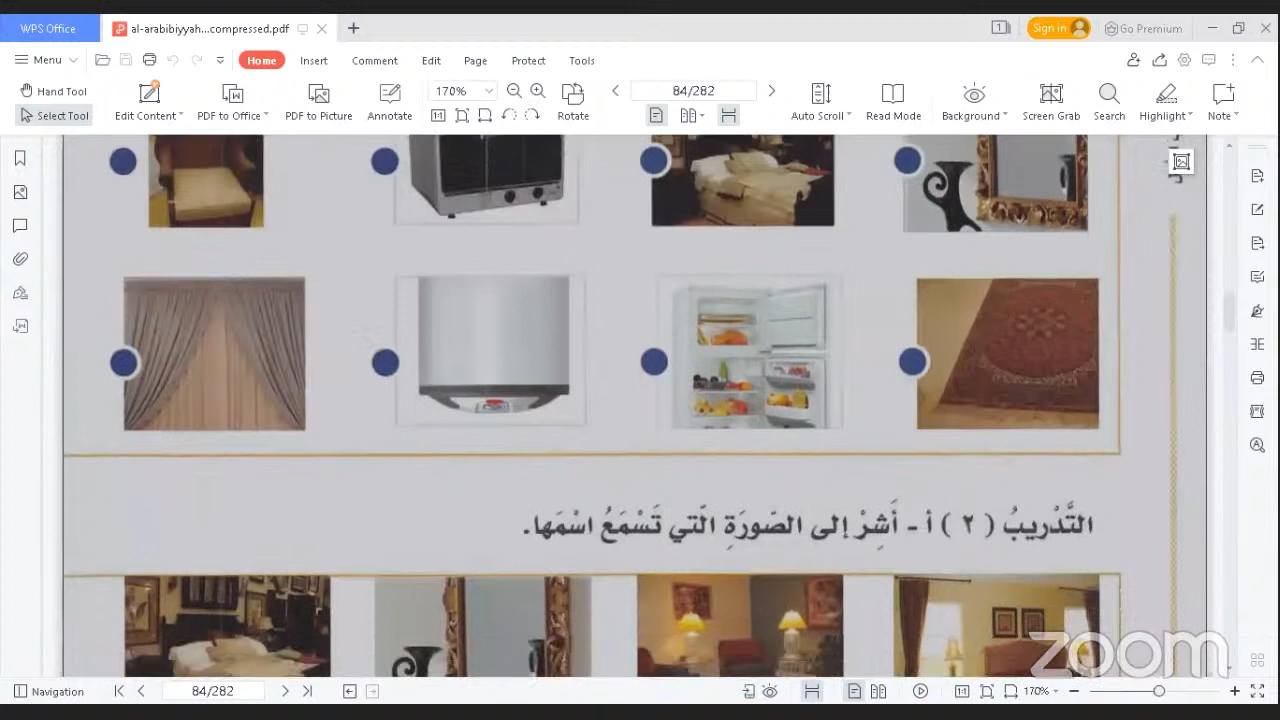 WPS Office
al-arabibiyyah...compressed.pdf
Sign in
Go Premium
Menu
Home
Insert
Comment
Edit
Page
Protect
Tools
Hand Tool
Select Tool
Edit Content
PDF to Office
PDF to Picture
Annotate
170%
84/282
Rotate
Auto Scroll
Read Mode
Background
Screen Grab
Search
Highlight
Note
التَّدْريبُ ( ٢ ) أ - أَشِرْ إلى الصّورَةِ الّتي تَسْمَعُ اسْمَها.
zoom
Navigation
84/282
170%